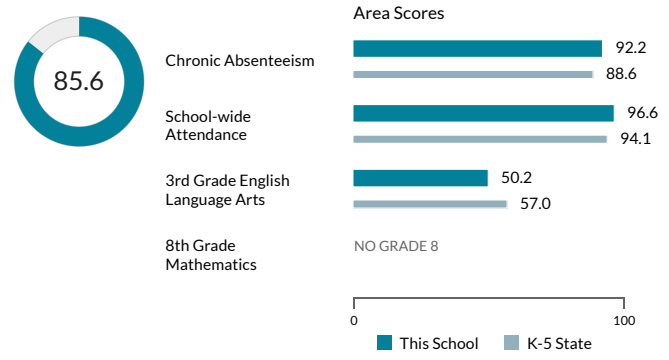 Area Scores
85.6
Chronic Absenteeism
92.2
88.6
School-wide
Attendance
96.6
94.1
3rd Grade English
Language Arts
50.2
57.0
8th Grade
Mathematics
NO GRADE 8
0
100
This School
K-5 State